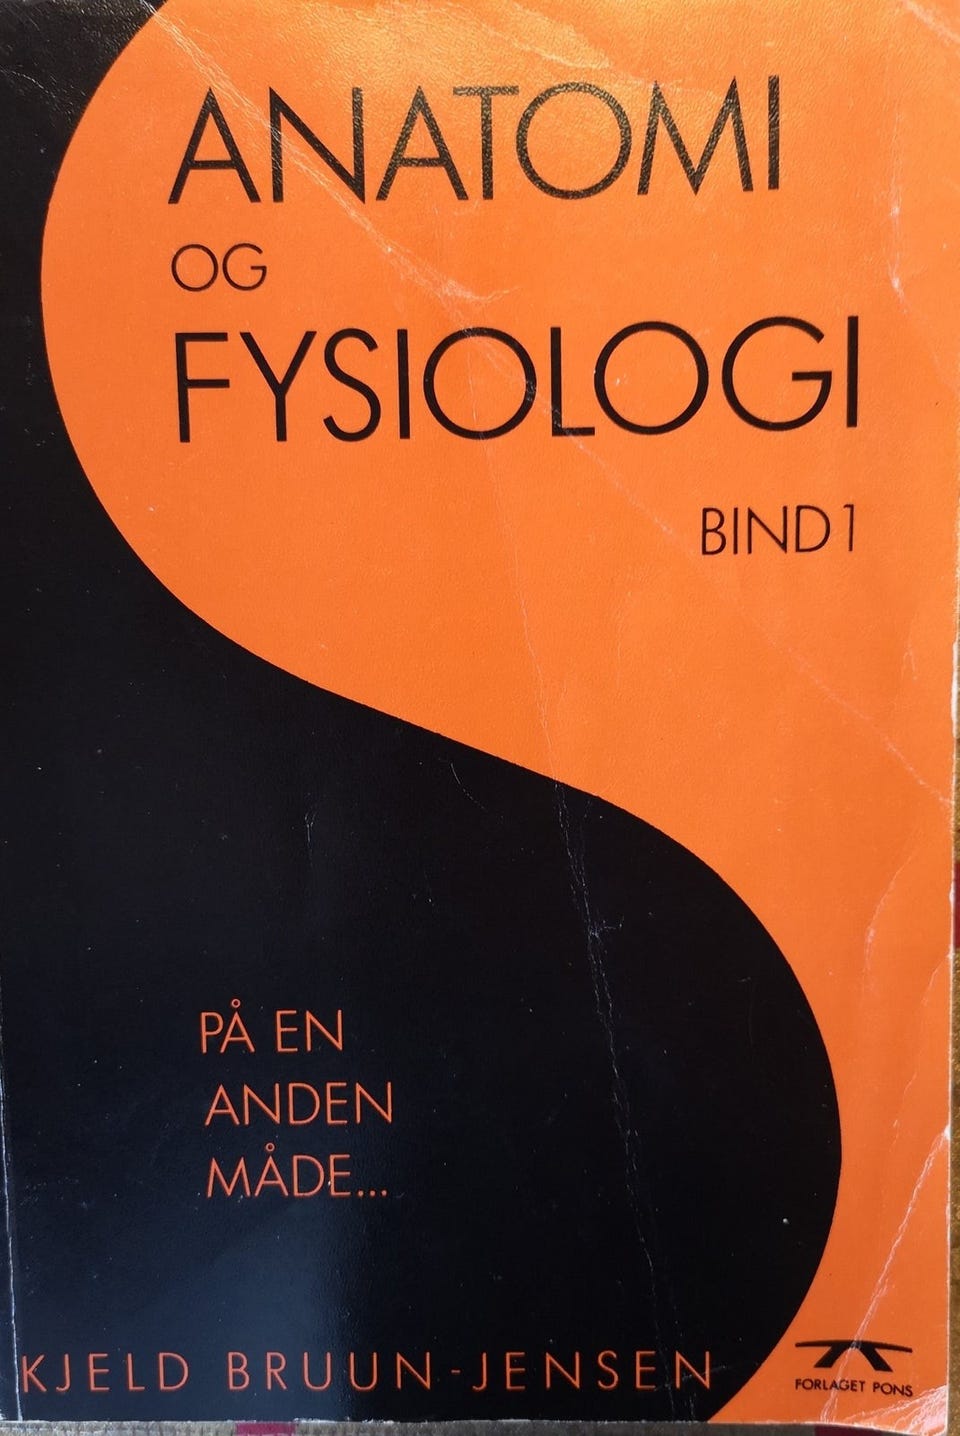 ANATOMI
OG
FYSIOLOGI
BIND 1
PÅ EN
ANDEN
MÅDE...
KJELD BRUUN-JENSEN
FORLAGET PONS